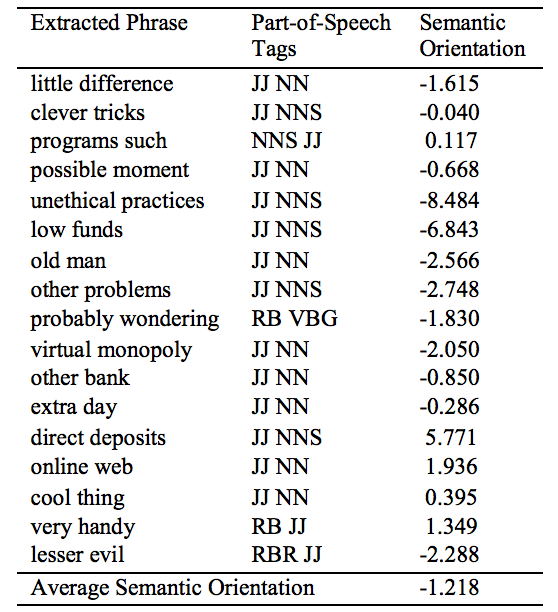 Extracted Phrase Part-of-Speech Tags Semantic Orientation
little difference JJ NN -1.615
clever tricks JJ NNS -0.040
programs such NNS JJ 0.117
possible moment JJ NN -0.668
unethical practices JJ NNS -8.484
low funds JJ NNS -6.843
old man JJ NN -2.566
other problems JJ NNS -2.748
probably wondering RB VBG -1.830
virtual monopoly JJ NN -2.050
other bank JJ NN -0.850
extra day JJ NN -0.286
direct deposits JJ NNS 5.771
online web JJ NN 1.936
cool thing JJ NN 0.395
very handy RB JJ 1.349
lesser evil RBR JJ -2.288
Average Semantic Orientation -1.218